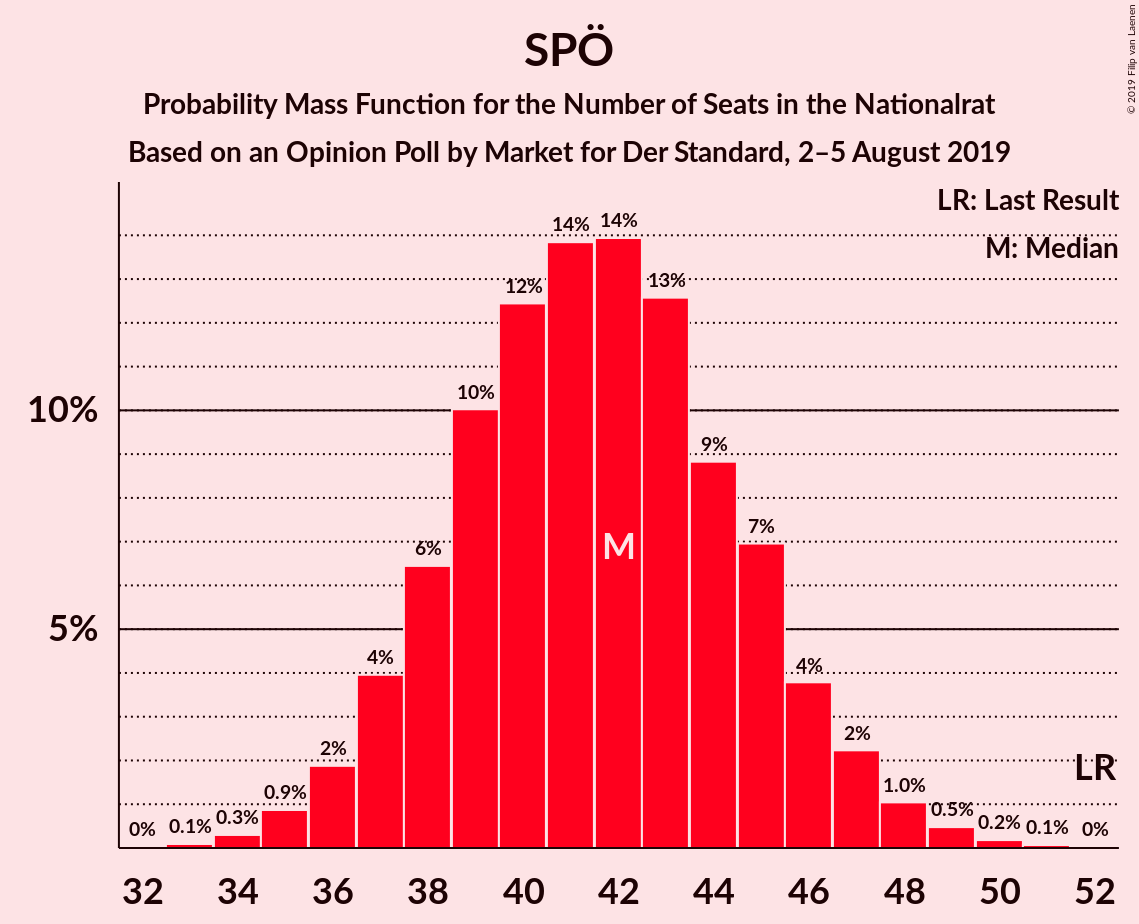 SPÖ
Probability Mass Function for the Number of Seats in the Nationalrat
Based on an Opinion Poll by Market for Der Standard, 2–5 August 2019
© 2019 Filip van Laenen
LR: Last Result
M: Median
14% 14%
12% 13%
10%
10%
9%
7%
6%
M
5%
4% 4%
2% 2%
LR
0% 0.1% 0.3% 0.9% 1.0% 0.5% 0.2% 0.1% 0%
32 34 36 38 40 42 44 46 48 50 52